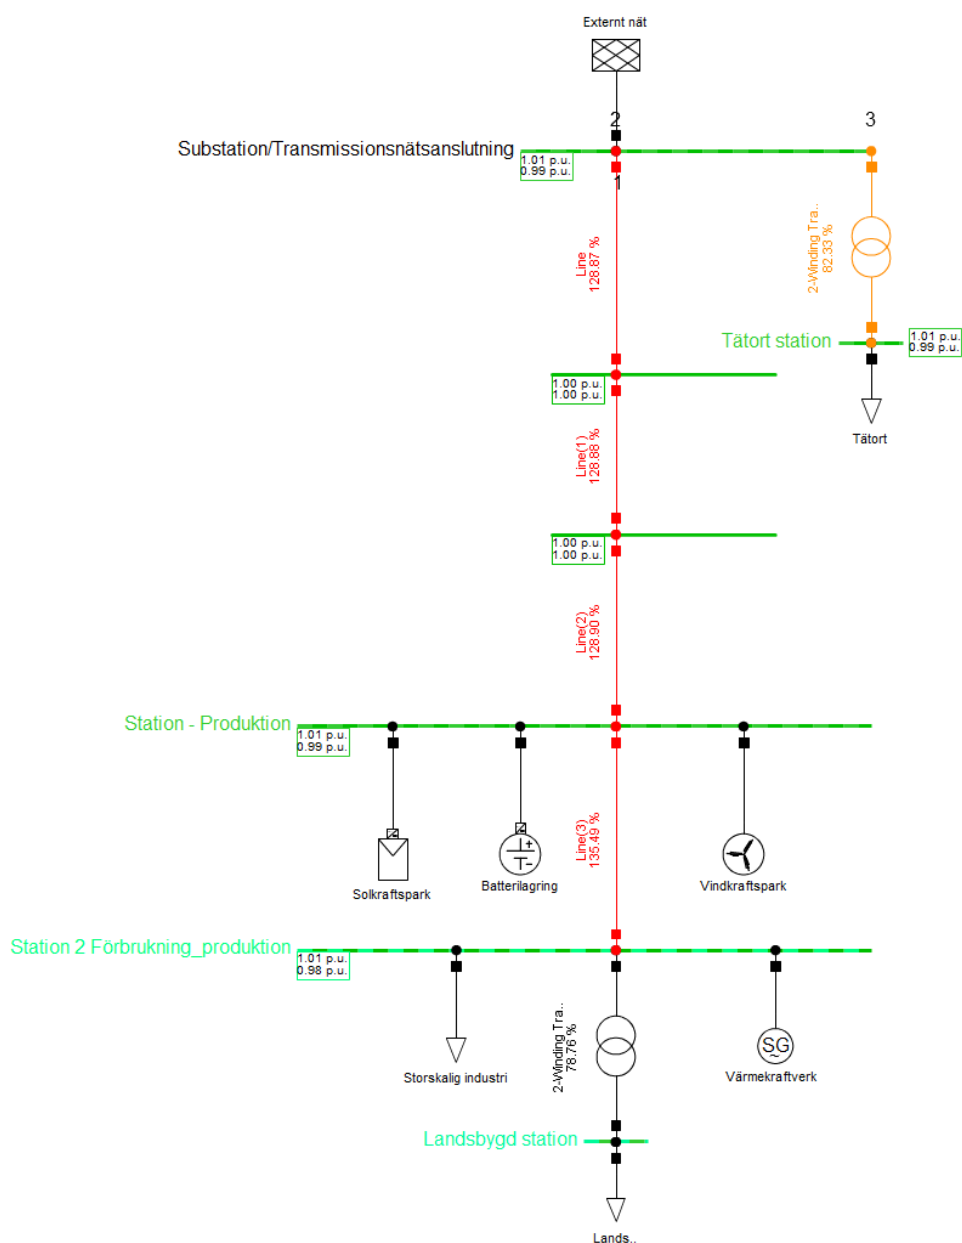 Externt nät
2
3
Substation/Transmissionsnätsanslutning
1.01 p.u.
0.99 p.u.
1
Line
128.87 %
2-Winding Tra..
82.33 %
Tätort station
1.01 p.u.
0.99 p.u.
1.00 p.u.
1.00 p.u.
Tätort
Line(1)
128.88 %
1.00 p.u.
1.00 p.u.
Line(2)
128.90 %
Station - Produktion
1.01 p.u.
0.99 p.u.
Line(3)
135.49 %
Solkraftspark
Batterilagring
Vindkraftspark
Station 2 Förbrukning_produktion
1.01 p.u.
0.98 p.u.
2-Winding Tra..
78.76 %
SG
~
Storskalig industri
Värmekraftverk
Landsbygd station
Lands..